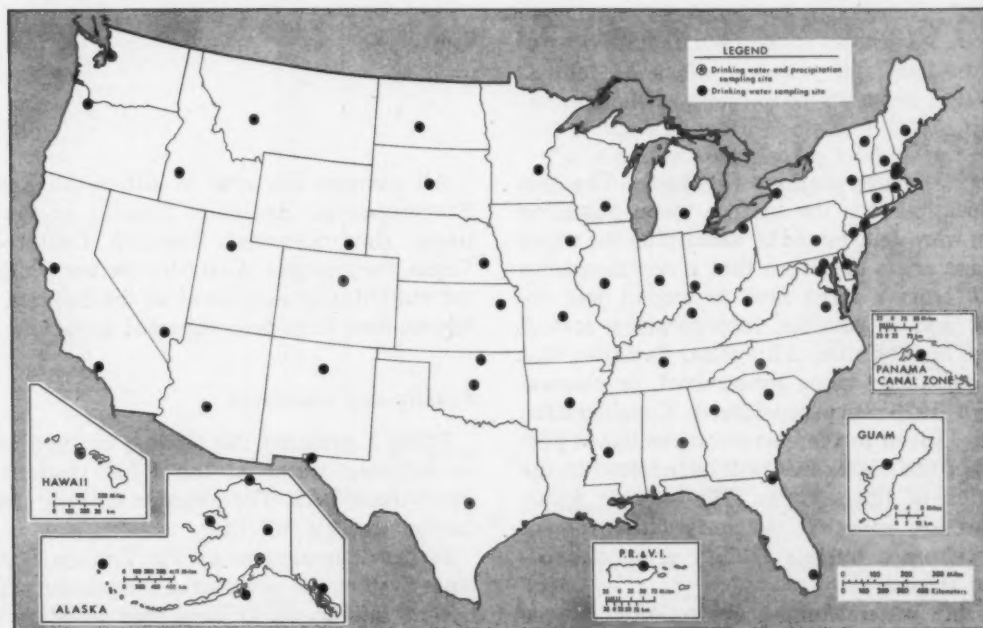 LEGEND
Drinking water and precipitation
sampling site
Drinking water sampling site
PANAMA
CANAL ZONE
GUAM
HAWAII
ALASKA
P.R. & V.I.
0 100 200 300 Miles
0 100 200 300 400 Kilometers